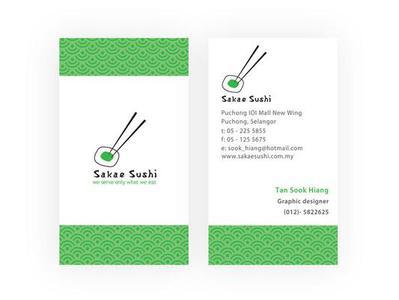 Sakae Sushi
we serve only what we eat
Sakae Sushi
Puchong IOI Mall New Wing
Puchong, Selangor
t: 05 - 225 5855
f: 05 - 125 5675
e: sook_hiang@hotmail.com
www.sakaesushi.com.my
Tan Sook Hiang
Graphic designer
(012)- 5822625